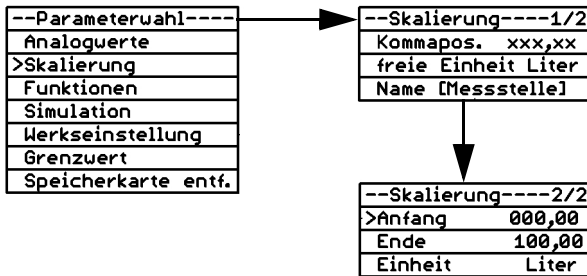 --Parameterwahl----
Analogwerte
>Skalierung
Funktionen
Simulation
Werkseinstellung
Grenzwert
Speicherkarte entf.
--Skalierung----1/2
Kommapos. xxx,xx
freie Einheit Liter
Name [Messstelle]
--Skalierung----2/2
>Anfang 000,00
Ende 100,00
Einheit Liter